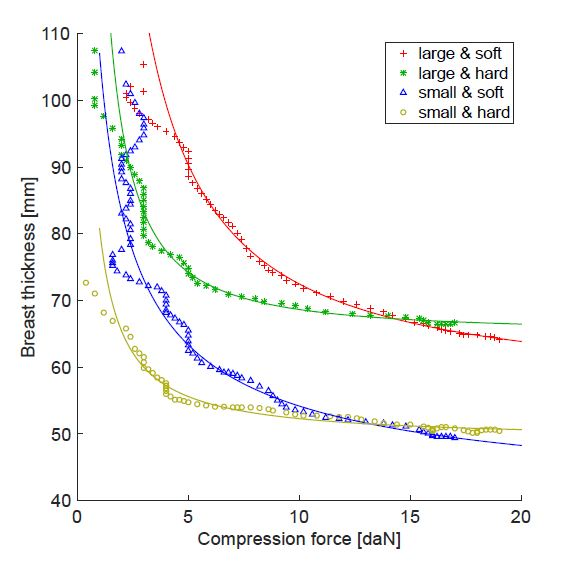 large & soft
large & hard
small & soft
small & hard
110
100
90
80
70
60
50
40
Breast thickness [mm]
0 5 10 15 20
Compression force [daN]